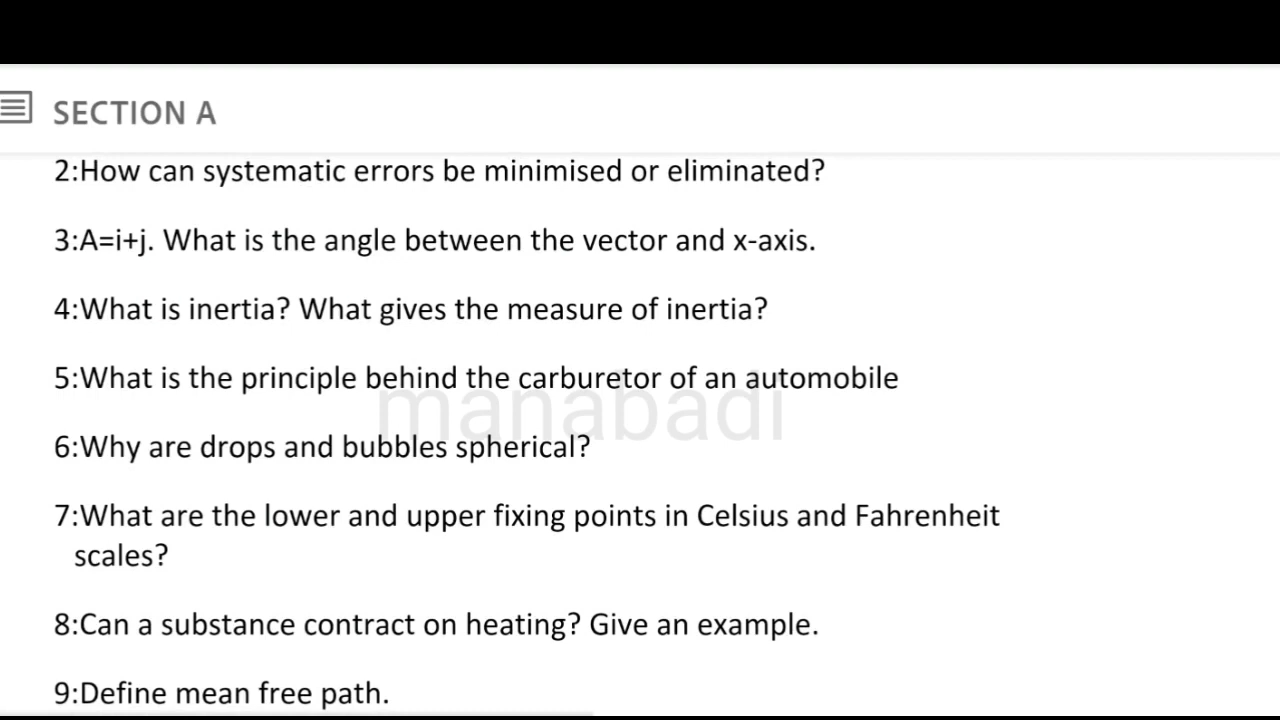 SECTION A
2:How can systematic errors be minimised or eliminated?
3:A=i+j. What is the angle between the vector and x-axis.
4:What is inertia? What gives the measure of inertia?
5:What is the principle behind the carburetor of an automobile
manabadi
6:Why are drops and bubbles spherical?
7:What are the lower and upper fixing points in Celsius and Fahrenheit
scales?
8:Can a substance contract on heating? Give an example.
9:Define mean free path.